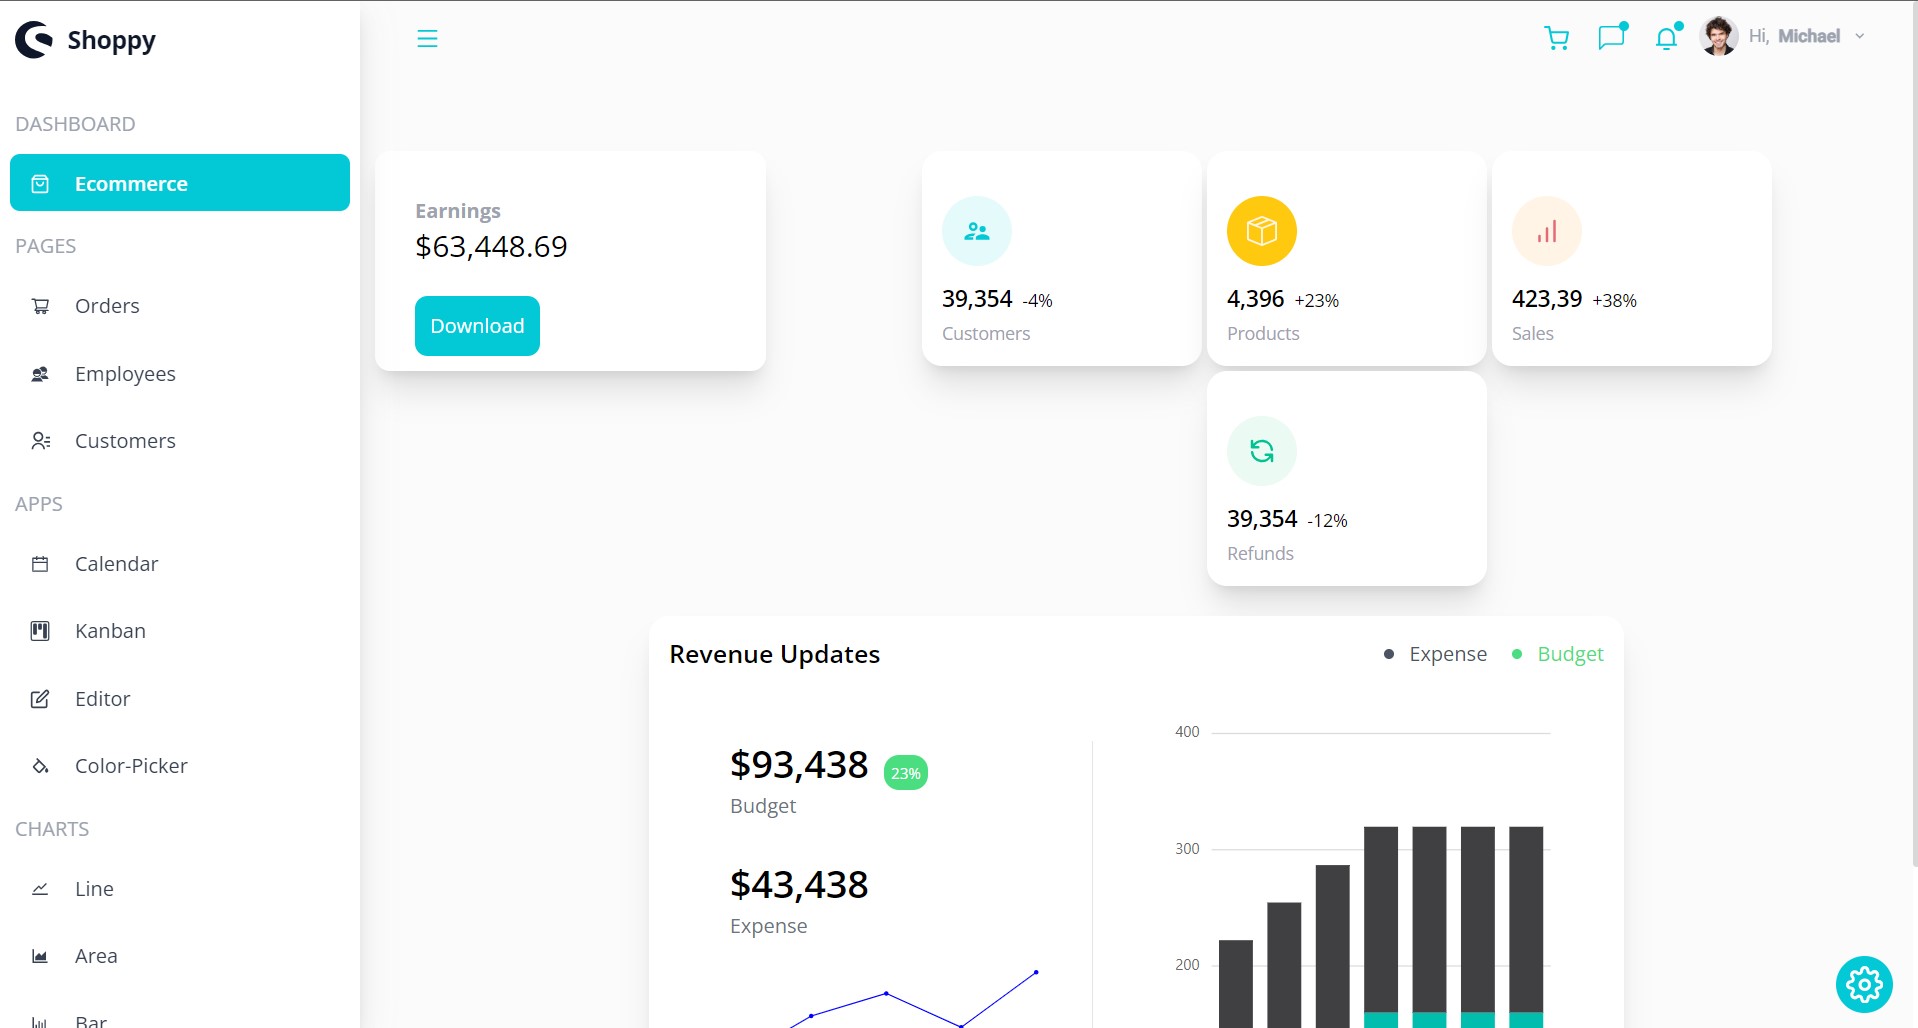 Shoppy
Hi, Michael
DASHBOARD
Ecommerce
PAGES
Orders
Employees
Customers
APPS
Calendar
Kanban
Editor
Color-Picker
CHARTS
Line
Area
Bar
Earnings
$63,448.69
Download
39,354 -4%
Customers
4,396 +23%
Products
423,39 +38%
Sales
39,354 -12%
Refunds
Revenue Updates
Expense
Budget
$93,438 23%
Budget
$43,438
Expense
400
300
200